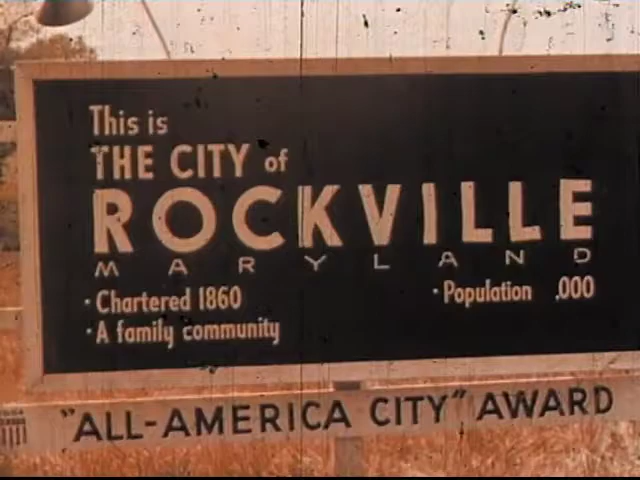 This is
THE CITY of
ROCKVILLE
MARYLAND
· Chartered 1860
· Population ,000
· A family community
"ALL-AMERICA CITY" AWARD